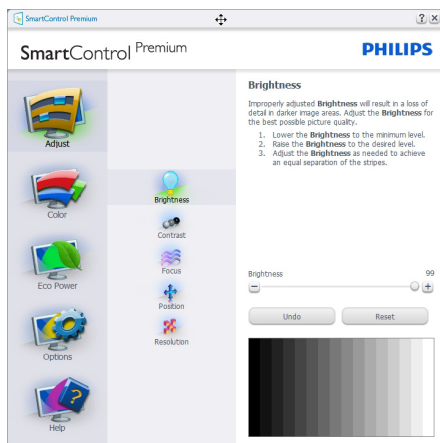 SmartControl Premium
SmartControl Premium
PHILIPS
Adjust
Color
Eco Power
Options
Help
Brightness
Contrast
Focus
Position
Resolution
Brightness
Improperly adjusted Brightness will result in a loss of
detail in darker image areas. Adjust the Brightness for
the best possible picture quality.
1. Lower the Brightness to the minimum level.
2. Raise the Brightness to the desired level.
3. Adjust the Brightness as needed to achieve
an equal separation of the stripes.
Brightness 99
Undo Reset